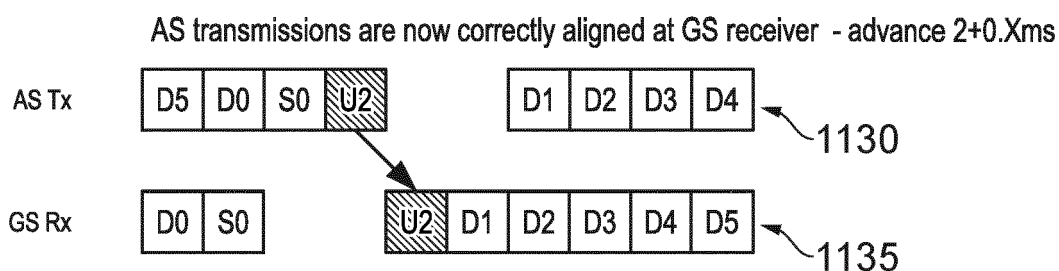 AS transmissions are now correctly aligned at GS receiver - advance 2+0.Xms
AS Tx D5 D0 S0 U2 D1 D2 D3 D4 1130
GS Rx D0 S0 U2 D1 D2 D3 D4 D5 1135